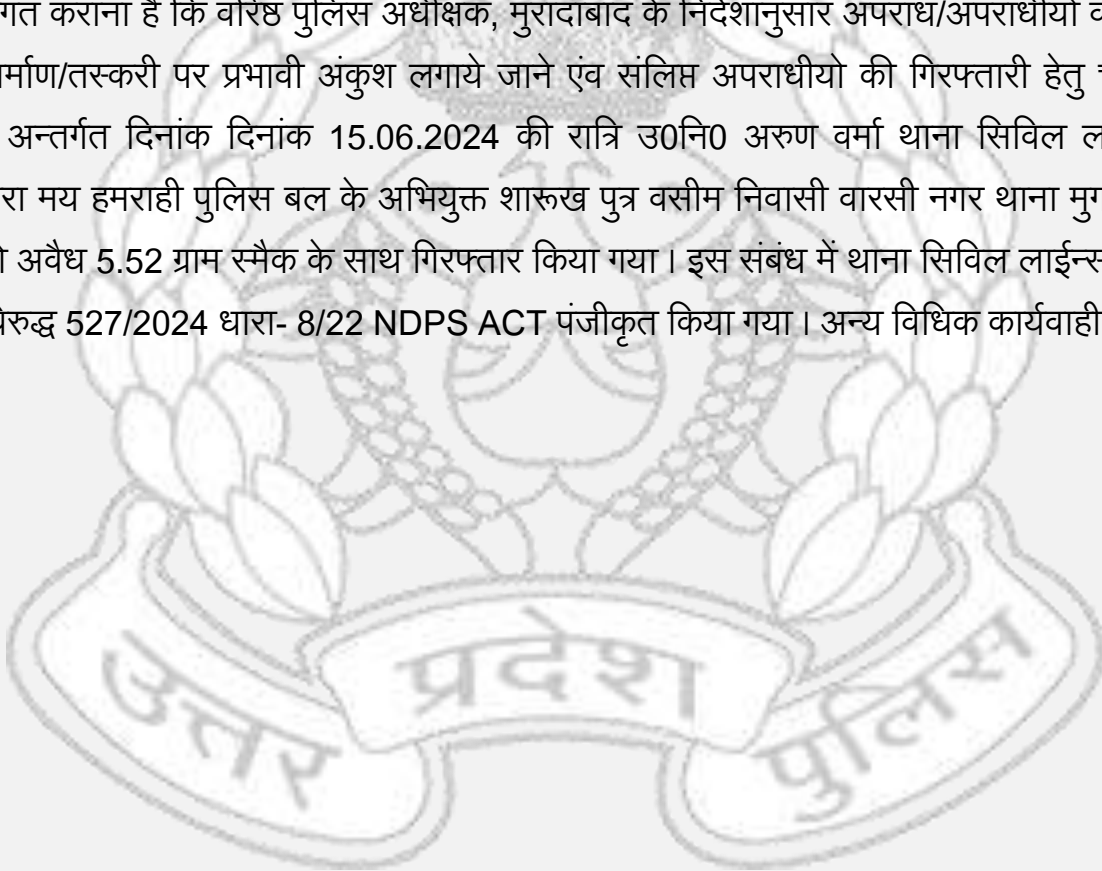 गत कराना है कि वरिष्ठ पुलिस अधीक्षक, मुरादाबाद के निर्देशानुसार अपराध/अपराधीयो
र्माण/तस्करी पर प्रभावी अंकुश लगाये जाने एंव संलिप्त अपराधीयो की गिरफ्तारी हेतु
अन्तर्गत दिनांक दिनांक 15.06.2024 की रात्रि उ0नि0 अरुण वर्मा थाना सिविल ल
रा मय हमराही पुलिस बल के अभियुक्त शारूख पुत्र वसीम निवासी वारसी नगर थाना मुग
अवैध 5.52 ग्राम स्मैक के साथ गिरफ्तार किया गया । इस संबंध में थाना सिविल लाईन्स
रुद्ध 527/2024 धारा- 8/22 NDPS ACT पंजीकृत किया गया । अन्य विधिक कार्यवाही
उत्तर प्रदेश पुलिस